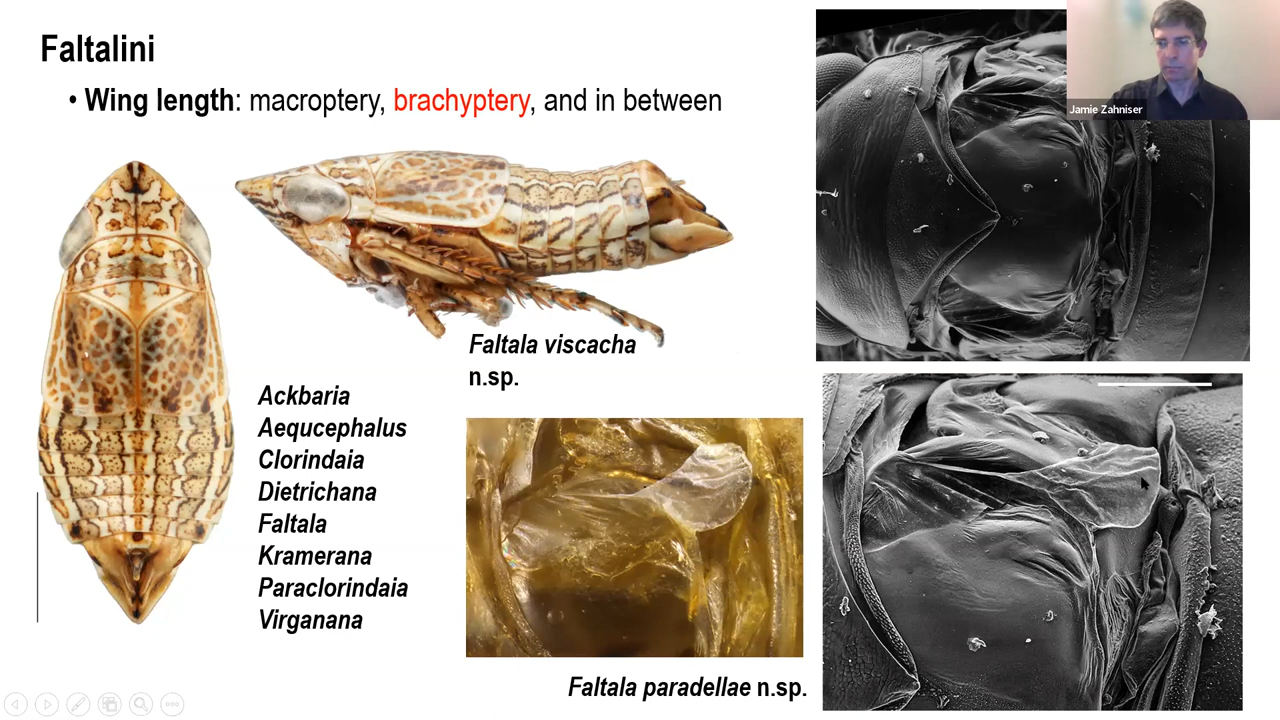 Faltalini
• Wing length: macroptery, brachyptery, and in between
Jamie Zahniser
Faltala viscacha
n.sp.
Ackbaria
Aequcephalus
Clorindaia
Dietrichana
Faltala
Kramerana
Paraclorindaia
Virganana
Faltala paradellae n.sp.